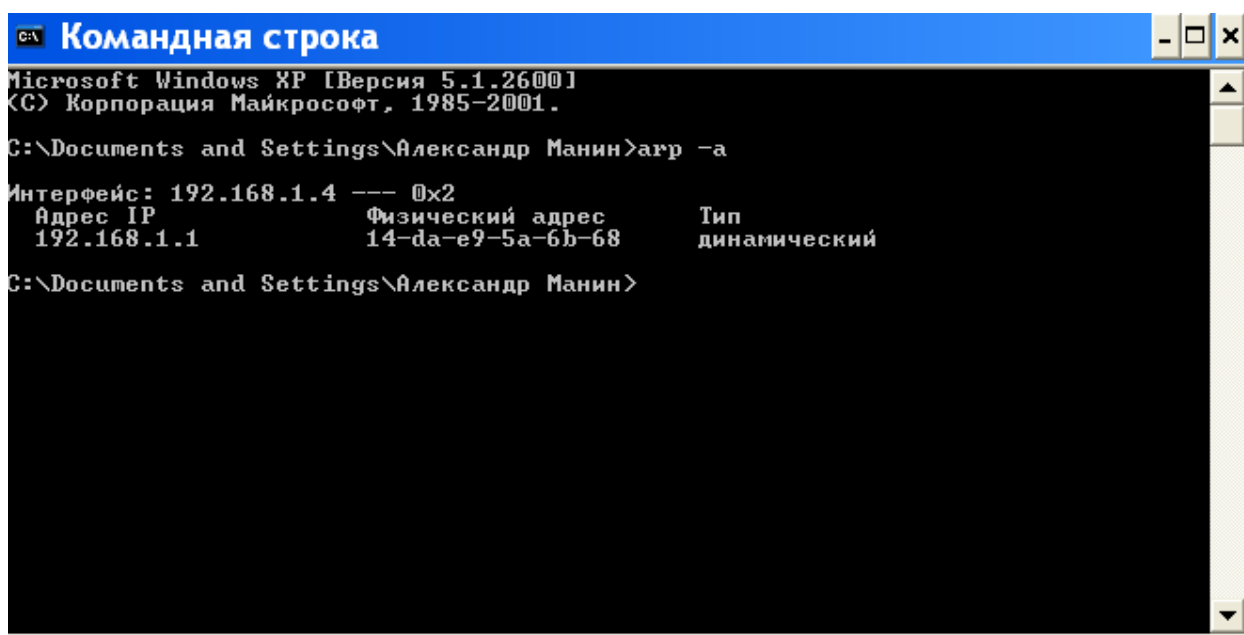 Командная строка
Microsoft Windows XP [Версия 5.1.2600]
(C) Корпорация Майкрософт, 1985-2001.
C:\Documents and Settings\Александр Манин>arp -a
Интерфейс: 192.168.1.4 --- 0x2
Адрес IP Физический адрес Тип
192.168.1.1 14-da-e9-5a-6b-68 динамический
C:\Documents and Settings\Александр Манин>